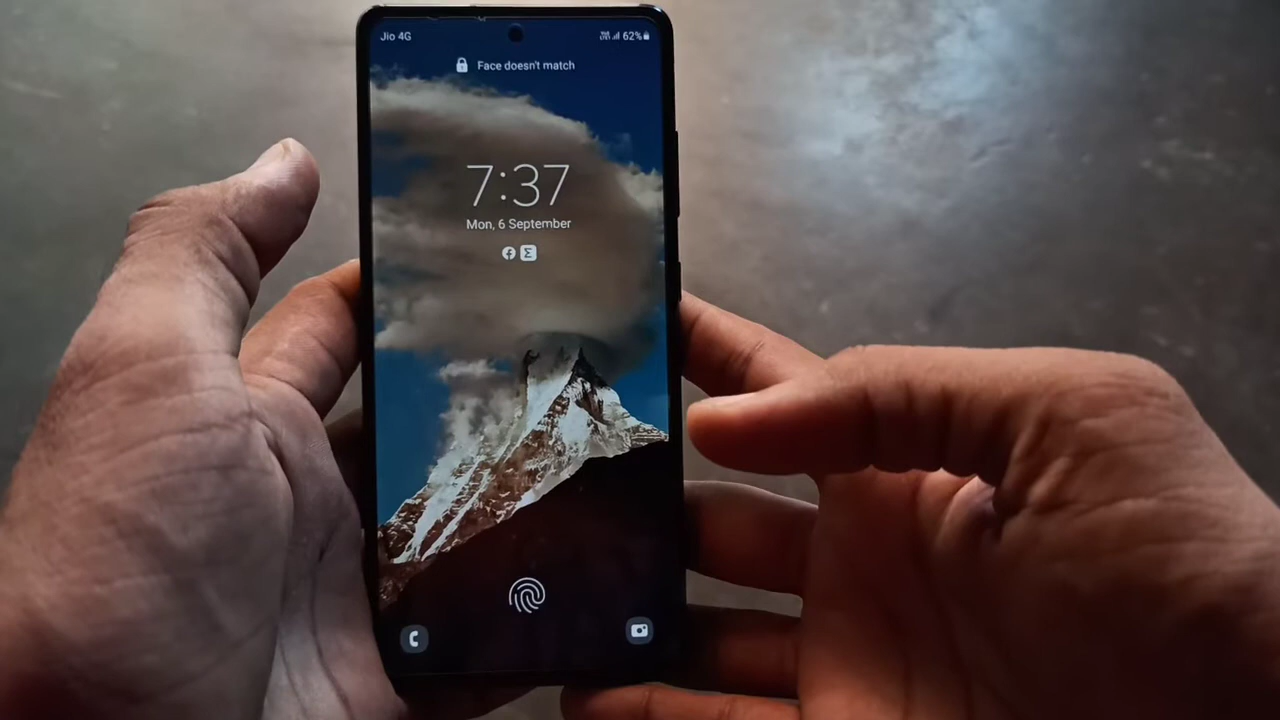 Jio 4G
62%
Face doesn't match
7:37
Mon, 6 September
Σ